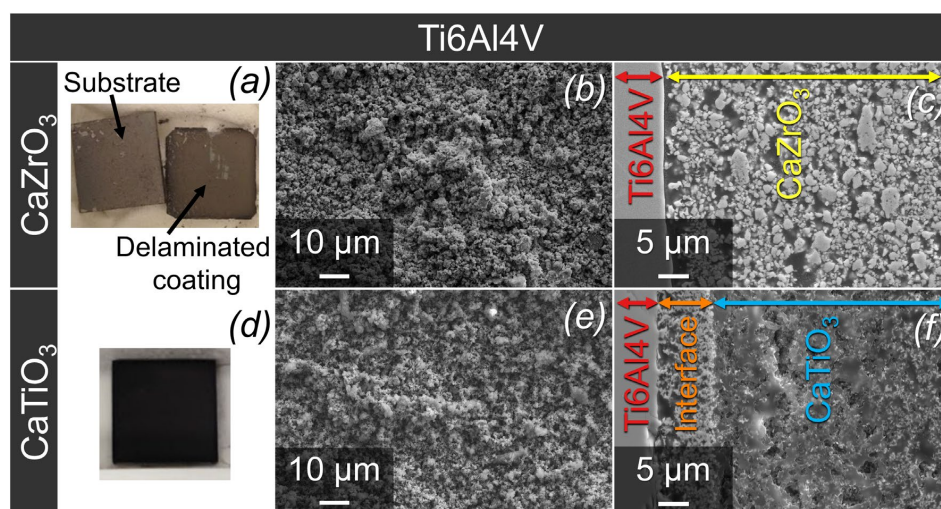 Ti6Al4V
CaZrO₃
Substrate
(a)
Delaminated
coating
(b)
10 µm
Ti6Al4V
CaZrO₃
(c)
5 µm
CaTiO₃
(d)
(e)
10 µm
Ti6Al4V
Interface
CaTiO₃
(f)
5 µm